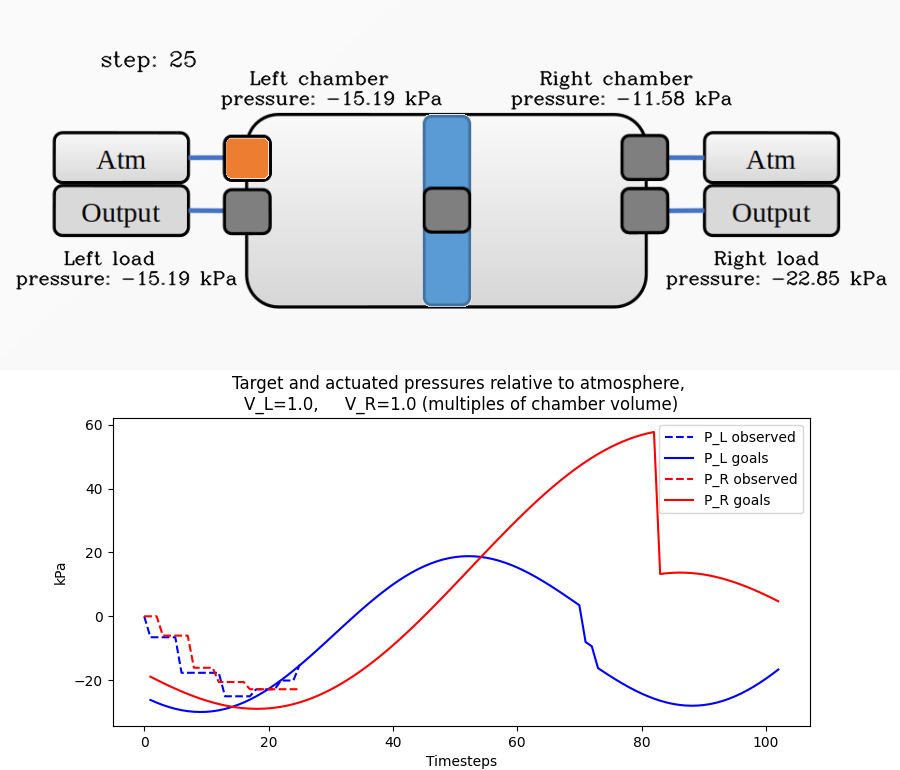 step: 25
Left chamber
pressure: −15.19 kPa
Right chamber
pressure: −11.58 kPa
Atm
Output
Atm
Output
Left load
pressure: −15.19 kPa
Right load
pressure: −22.85 kPa
Target and actuated pressures relative to atmosphere,
V_L=1.0, V_R=1.0 (multiples of chamber volume)
P_L observed
P_L goals
P_R observed
P_R goals
kPa
60
40
20
0
−20
0 20 40 60 80 100
Timesteps